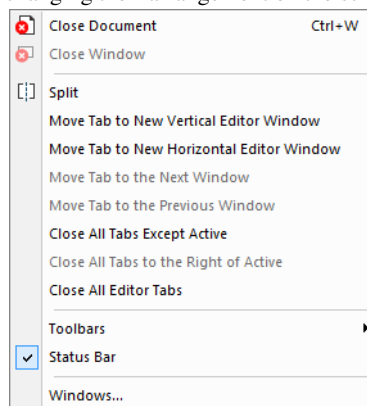 Close Document Ctrl+W
Close Window
Split
Move Tab to New Vertical Editor Window
Move Tab to New Horizontal Editor Window
Move Tab to the Next Window
Move Tab to the Previous Window
Close All Tabs Except Active
Close All Tabs to the Right of Active
Close All Editor Tabs
Toolbars
Status Bar
Windows...